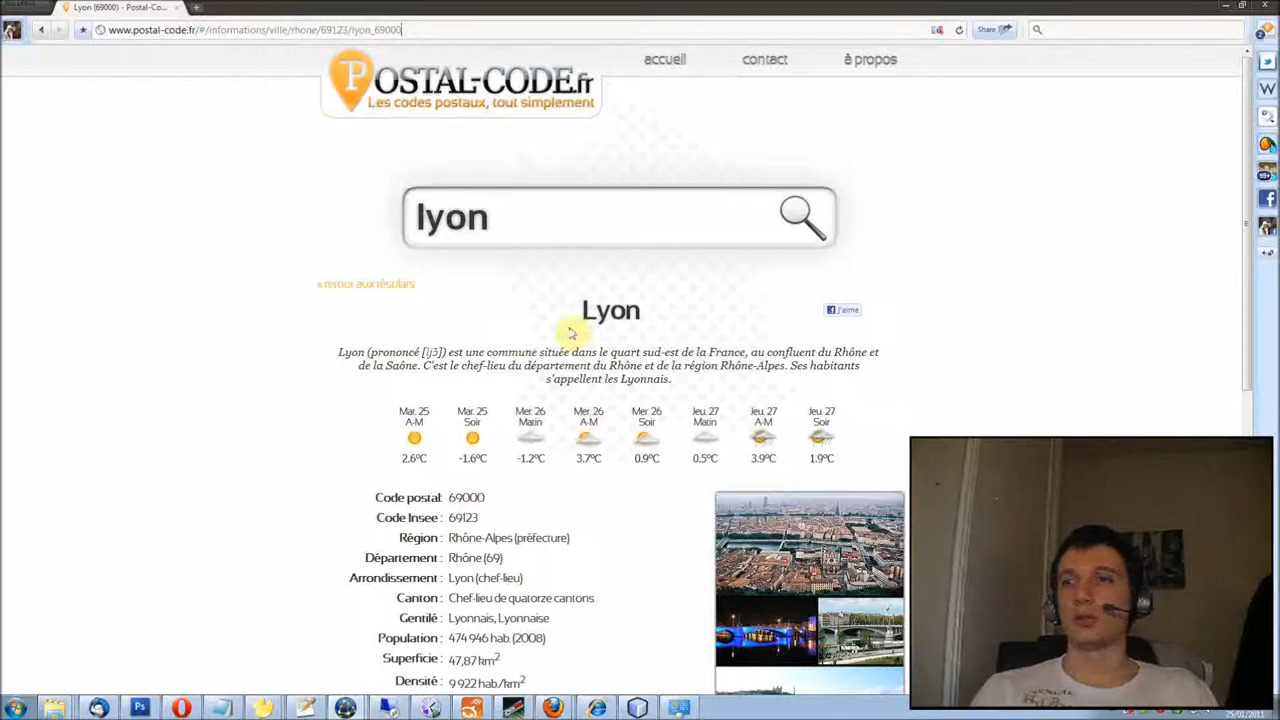 Lyon (69000) - Postal-Co...
www.postal-code.fr/#/informations/ville/rhone/69123/lyon_69000
Share
POSTAL-CODE.fr
Les codes postaux, tout simplement
accueil
contact
à propos
lyon
« retour aux résulars
Lyon
J'aime
Lyon (prononcé [ljɔ̃]) est une commune située dans le quart sud-est de la France, au confluent du Rhône et
de la Saône. C'est le chef-lieu du département du Rhône et de la région Rhône-Alpes. Ses habitants
s'appellent les Lyonnais.
Mar. 25 Mar. 25 Mer. 26 Mer. 26 Mer. 26 Jeu. 27 Jeu. 27 Jeu. 27
A-M Soir Matin A-M Soir Matin A-M Soir
2.6°C -1.6°C -1.2°C 3.7°C 0.9°C 0.5°C 3.9°C 1.9°C
Code postal: 69000
Code Insee : 69123
Région : Rhône-Alpes (préfecture)
Département : Rhône (69)
Arrondissement : Lyon (chef-lieu)
Canton : Chef-lieu de quatorze cantons
Gentilé : Lyonnais, Lyonnaise
Population : 474 946 hab. (2008)
Superficie : 47,87 km²
Densité : 9 922 hab/km²
99+
Ps
25/01/2011